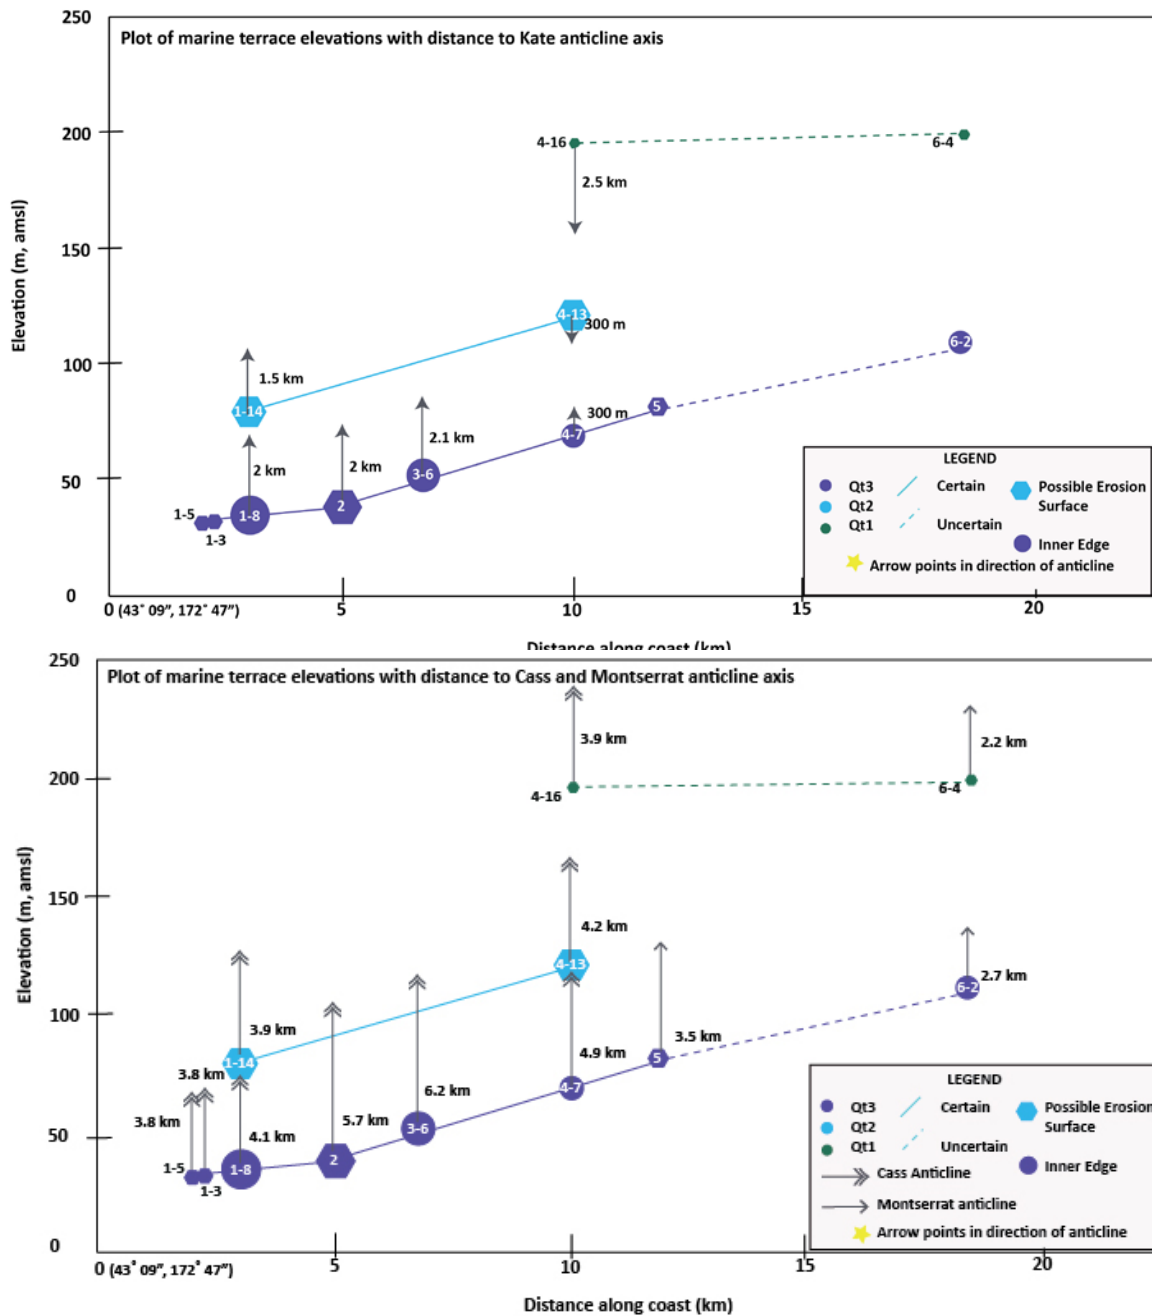 250
Plot of marine terrace elevations with distance to Kate anticline axis
200
4-16
6-4
2.5 km
150
Elevation (m, amsl)
4-13
300 m
6-2
100
1.5 km
1-14
300 m
5
2.1 km
4-7
2 km
2 km
3-6
50
1-5
1-8
2
1-3
LEGEND
Qt3
Certain
Possible Erosion
Surface
Qt2
Qt1
Uncertain
Inner Edge
Arrow points in direction of anticline
0
0 (43° 09", 172° 47")
5
10
15
20
Distance along coast (km)
250
Plot of marine terrace elevations with distance to Cass and Montserrat anticline axis
3.9 km
2.2 km
200
4-16
6-4
150
Elevation (m, amsl)
4.2 km
4-13
6-2
2.7 km
100
3.9 km
3.5 km
1-14
3.8 km
4.9 km
5
6.2 km
4-7
3.8 km
4.1 km
5.7 km
3-6
50
1-5
1-8
2
1-3
LEGEND
Qt3
Certain
Possible Erosion
Surface
Qt2
Qt1
Uncertain
Inner Edge
Cass Anticline
Montserrat anticline
Arrow points in direction of anticline
0
0 (43° 09", 172° 47")
5
10
15
20
Distance along coast (km)